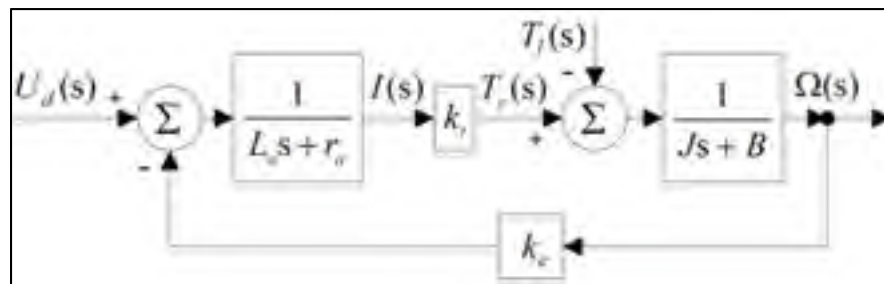 T_l(s)
U_d(s) + Σ 1 I(s) k_t T_e(s) - Σ 1 Ω(s)
L_a s + r_a + Js + B
-
k_e